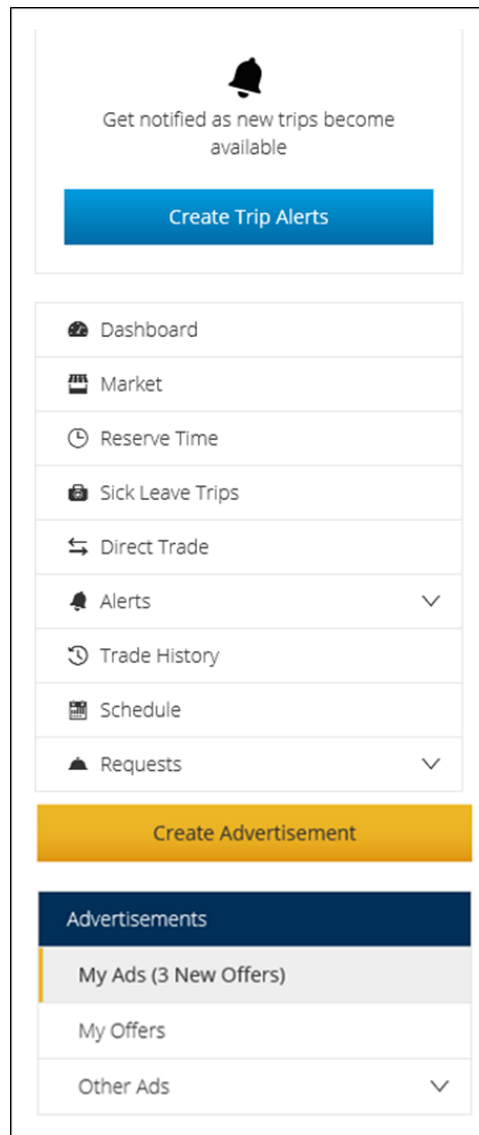 Get notified as new trips become
available
Create Trip Alerts
Dashboard
Market
Reserve Time
Sick Leave Trips
Direct Trade
Alerts
Trade History
Schedule
Requests
Create Advertisement
Advertisements
My Ads (3 New Offers)
My Offers
Other Ads